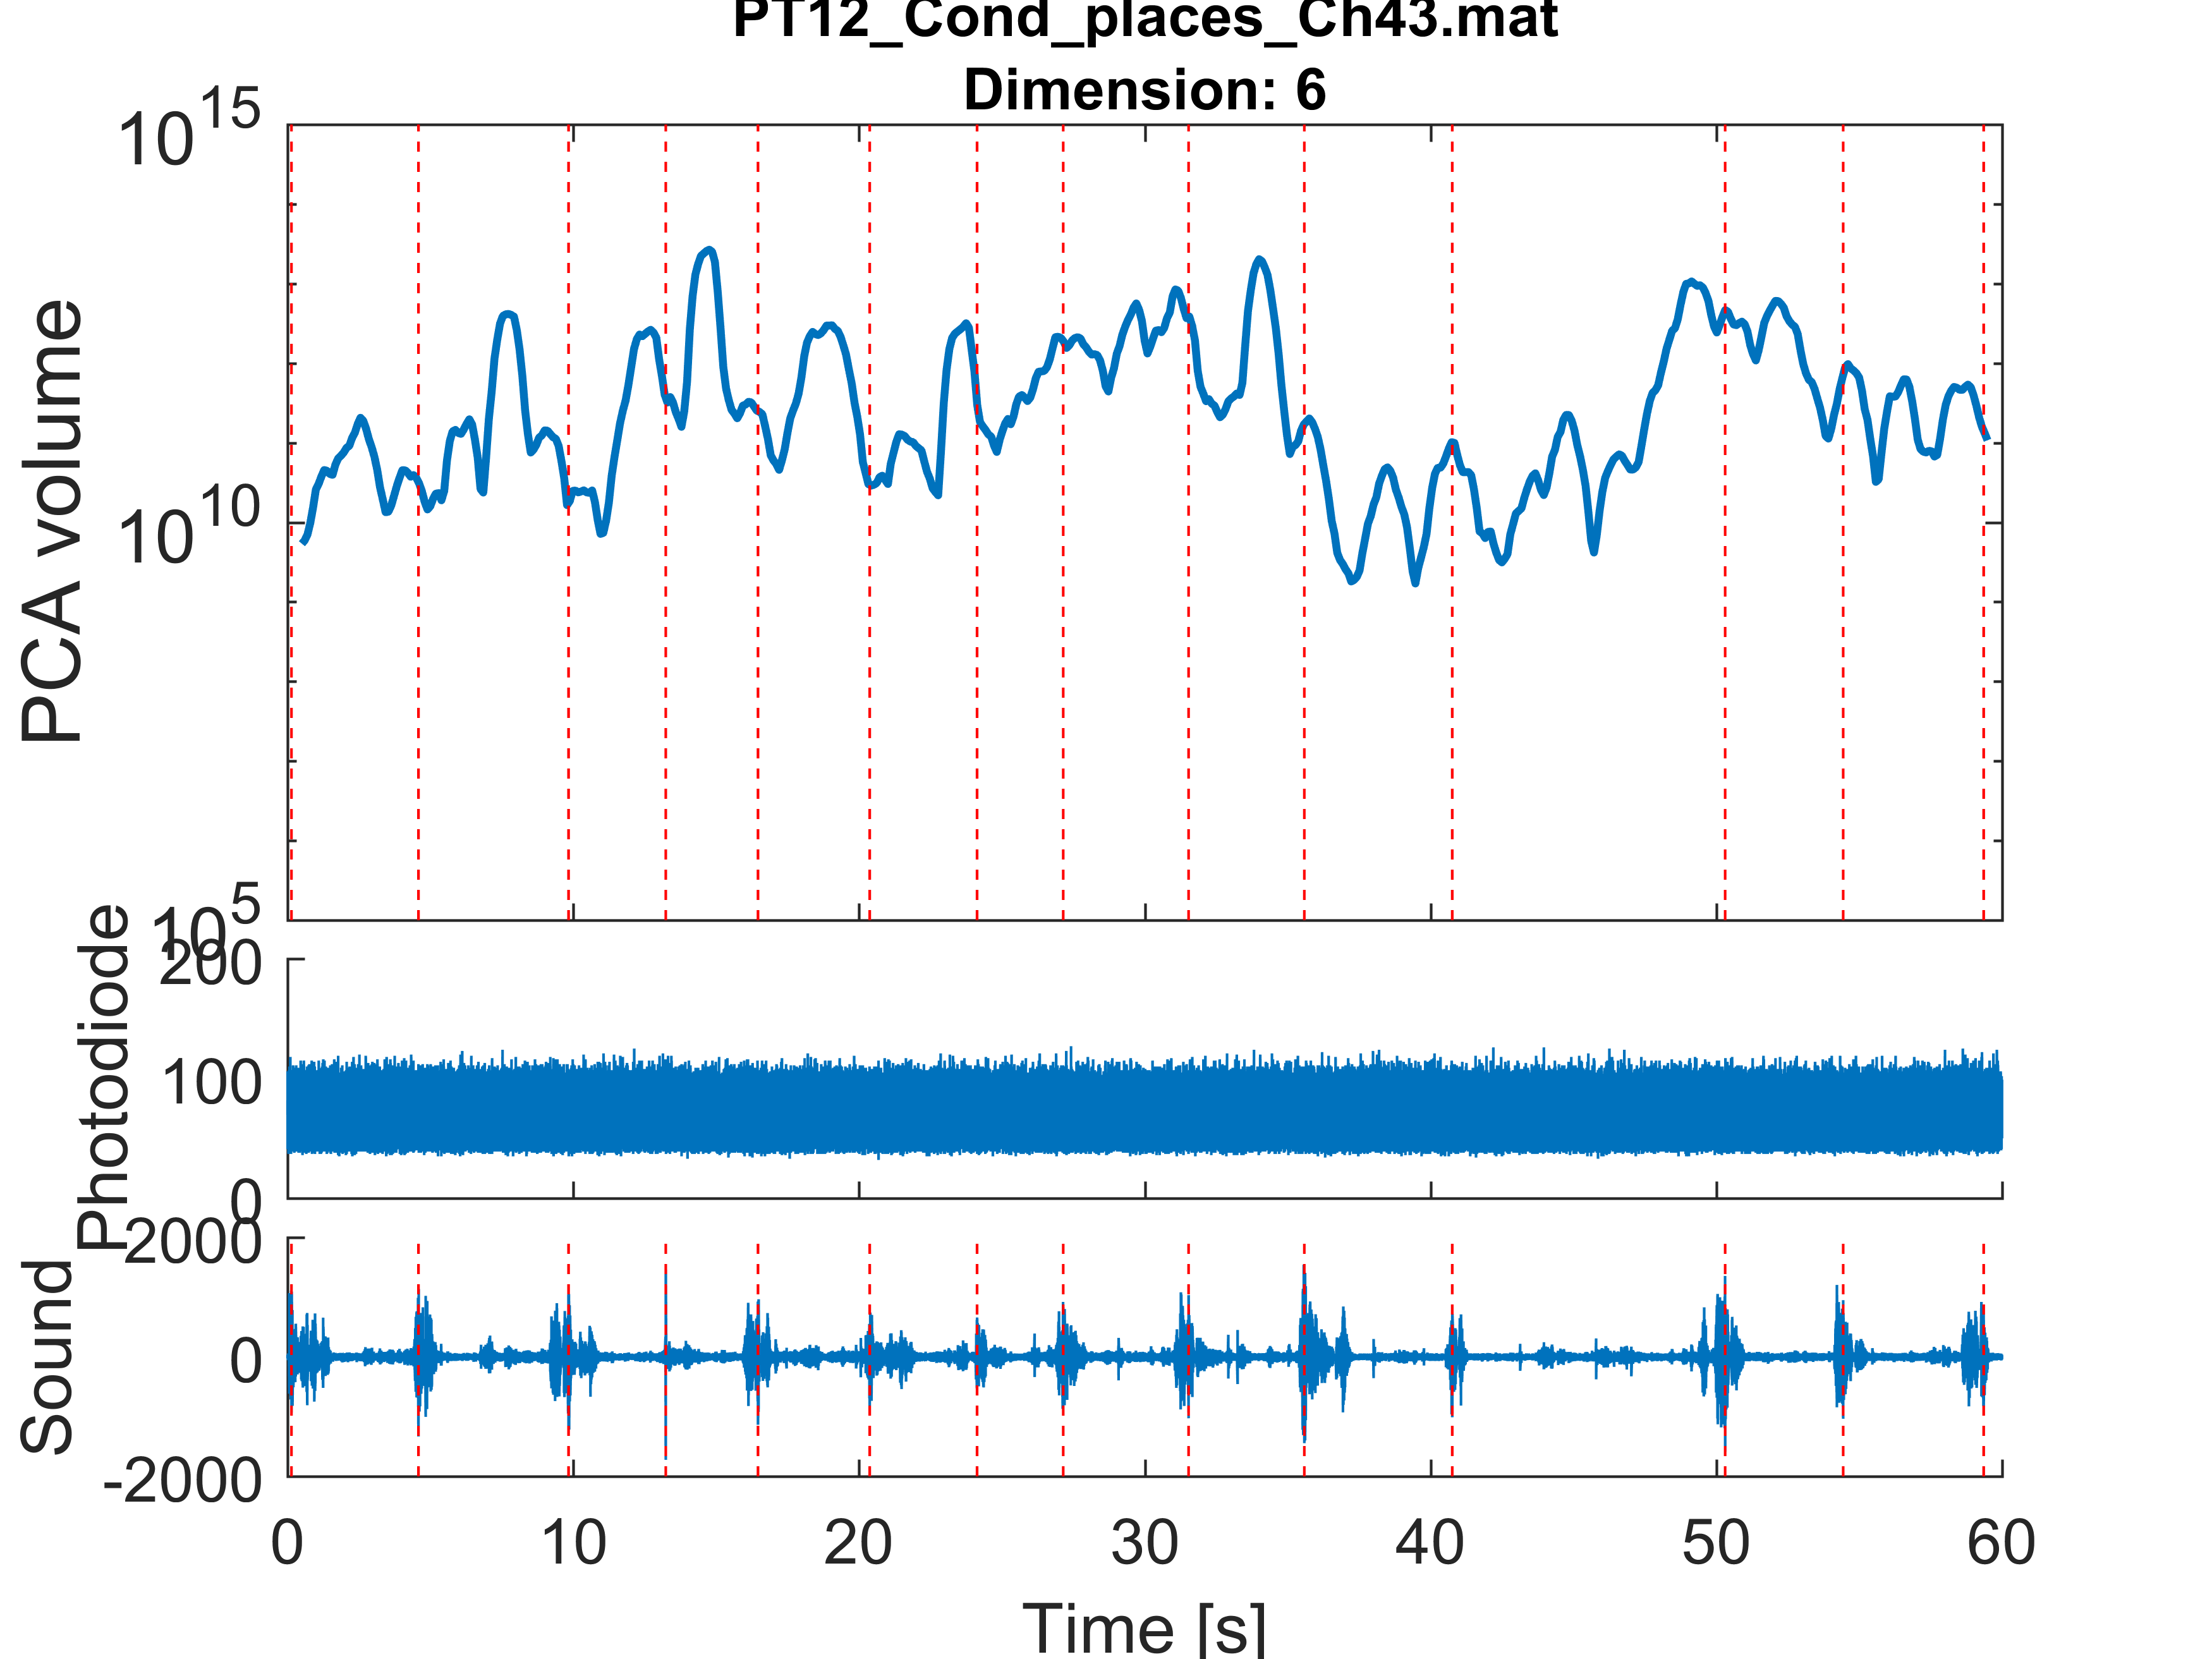 PT12_Cond_places_Ch43.mat
Dimension: 6
PCA volume
10^15
10^10
10^5
Photodiode
200
100
0
Sound
2000
0
-2000
0 10 20 30 40 50 60
Time [s]